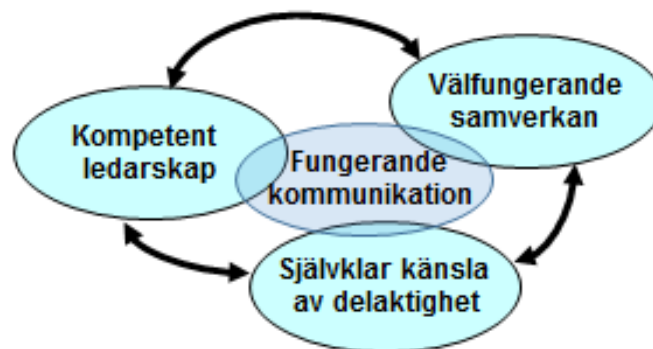 Välfungerande
samverkan
Kompetent
ledarskap
Fungerande
kommunikation
Självklar känsla
av delaktighet